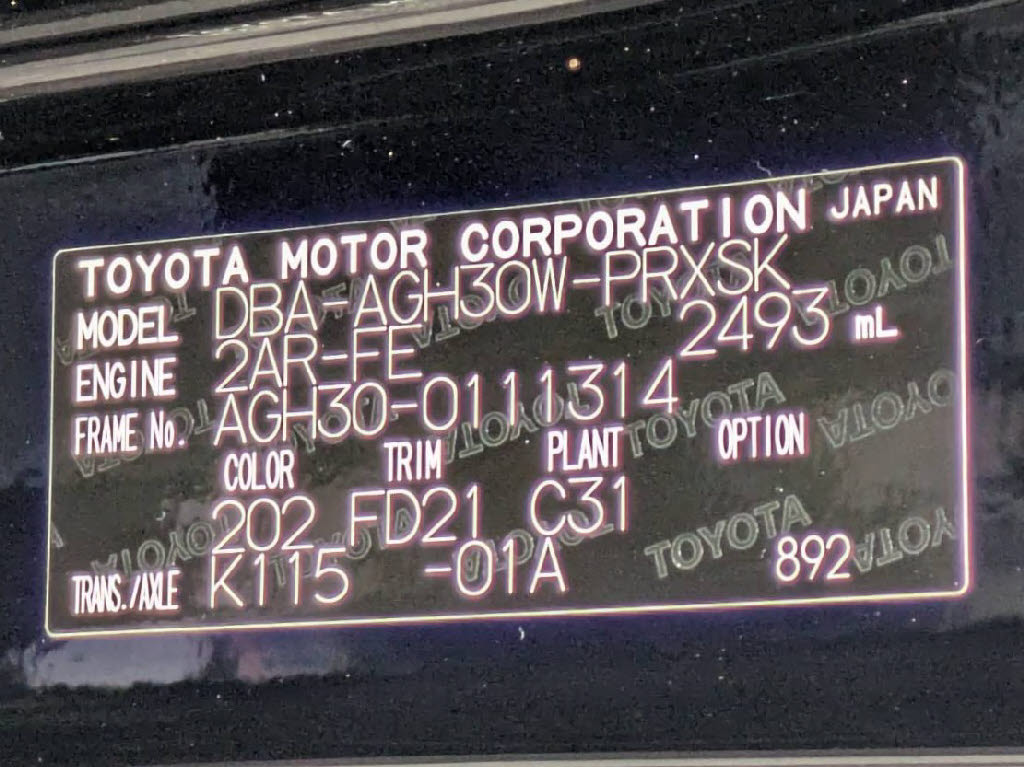 TOYOTA MOTOR CORPORATION JAPAN
MODEL DBA-AGH30W-PRXSK
ENGINE 2AR-FE 2493 mL
FRAME No. AGH30-0111314
COLOR TRIM PLANT OPTION
202 FD21 C31
TRANS./AXLE K115 -01A 892